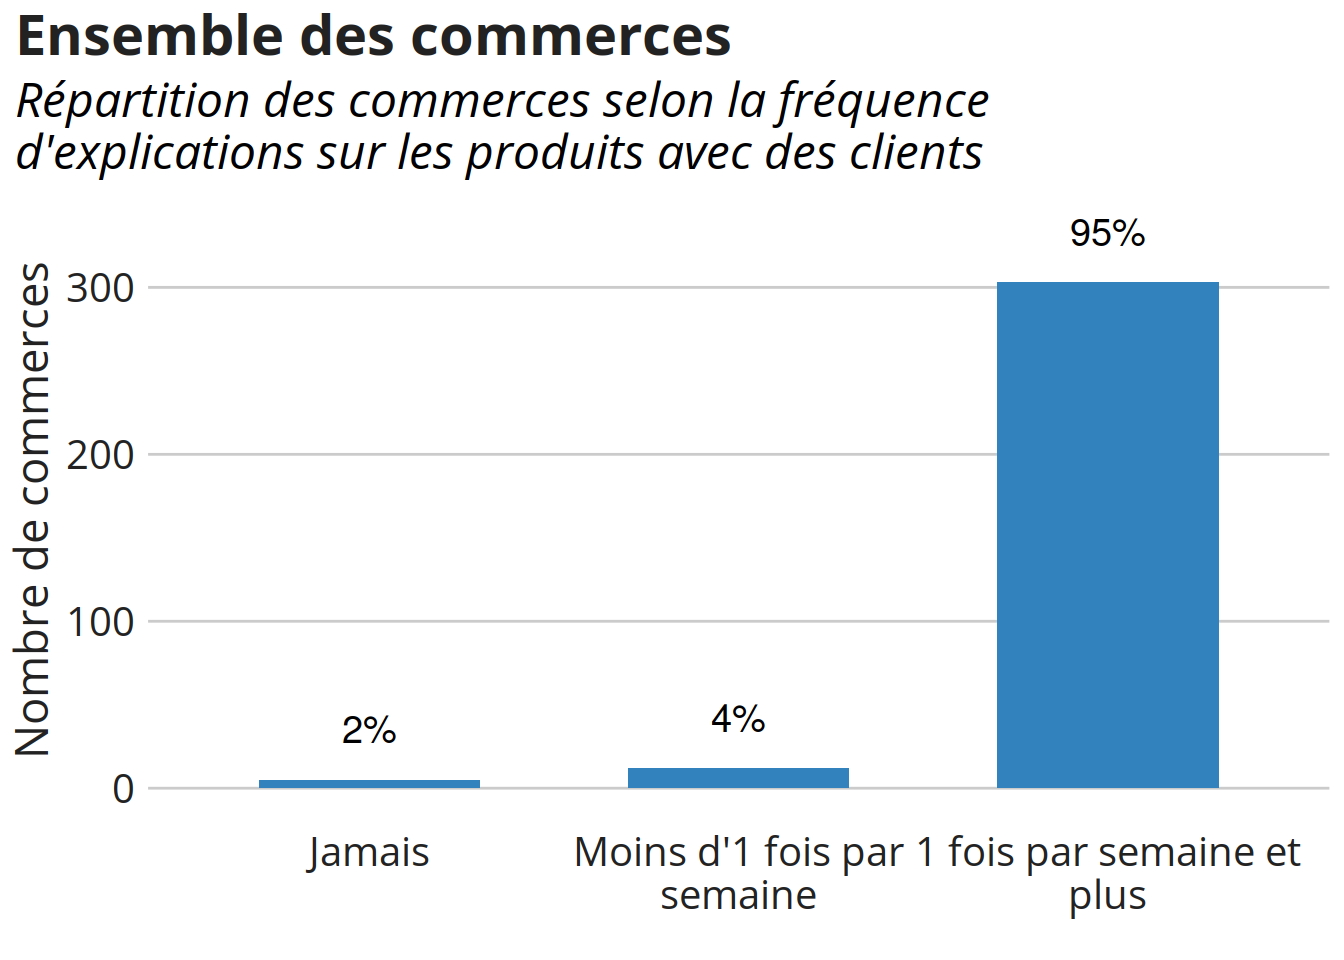 Ensemble des commerces
Répartition des commerces selon la fréquence
d'explications sur les produits avec des clients
Nombre de commerces
300
200
100
0
2%
4%
95%
Jamais
Moins d'1 fois par
semaine
1 fois par semaine et
plus